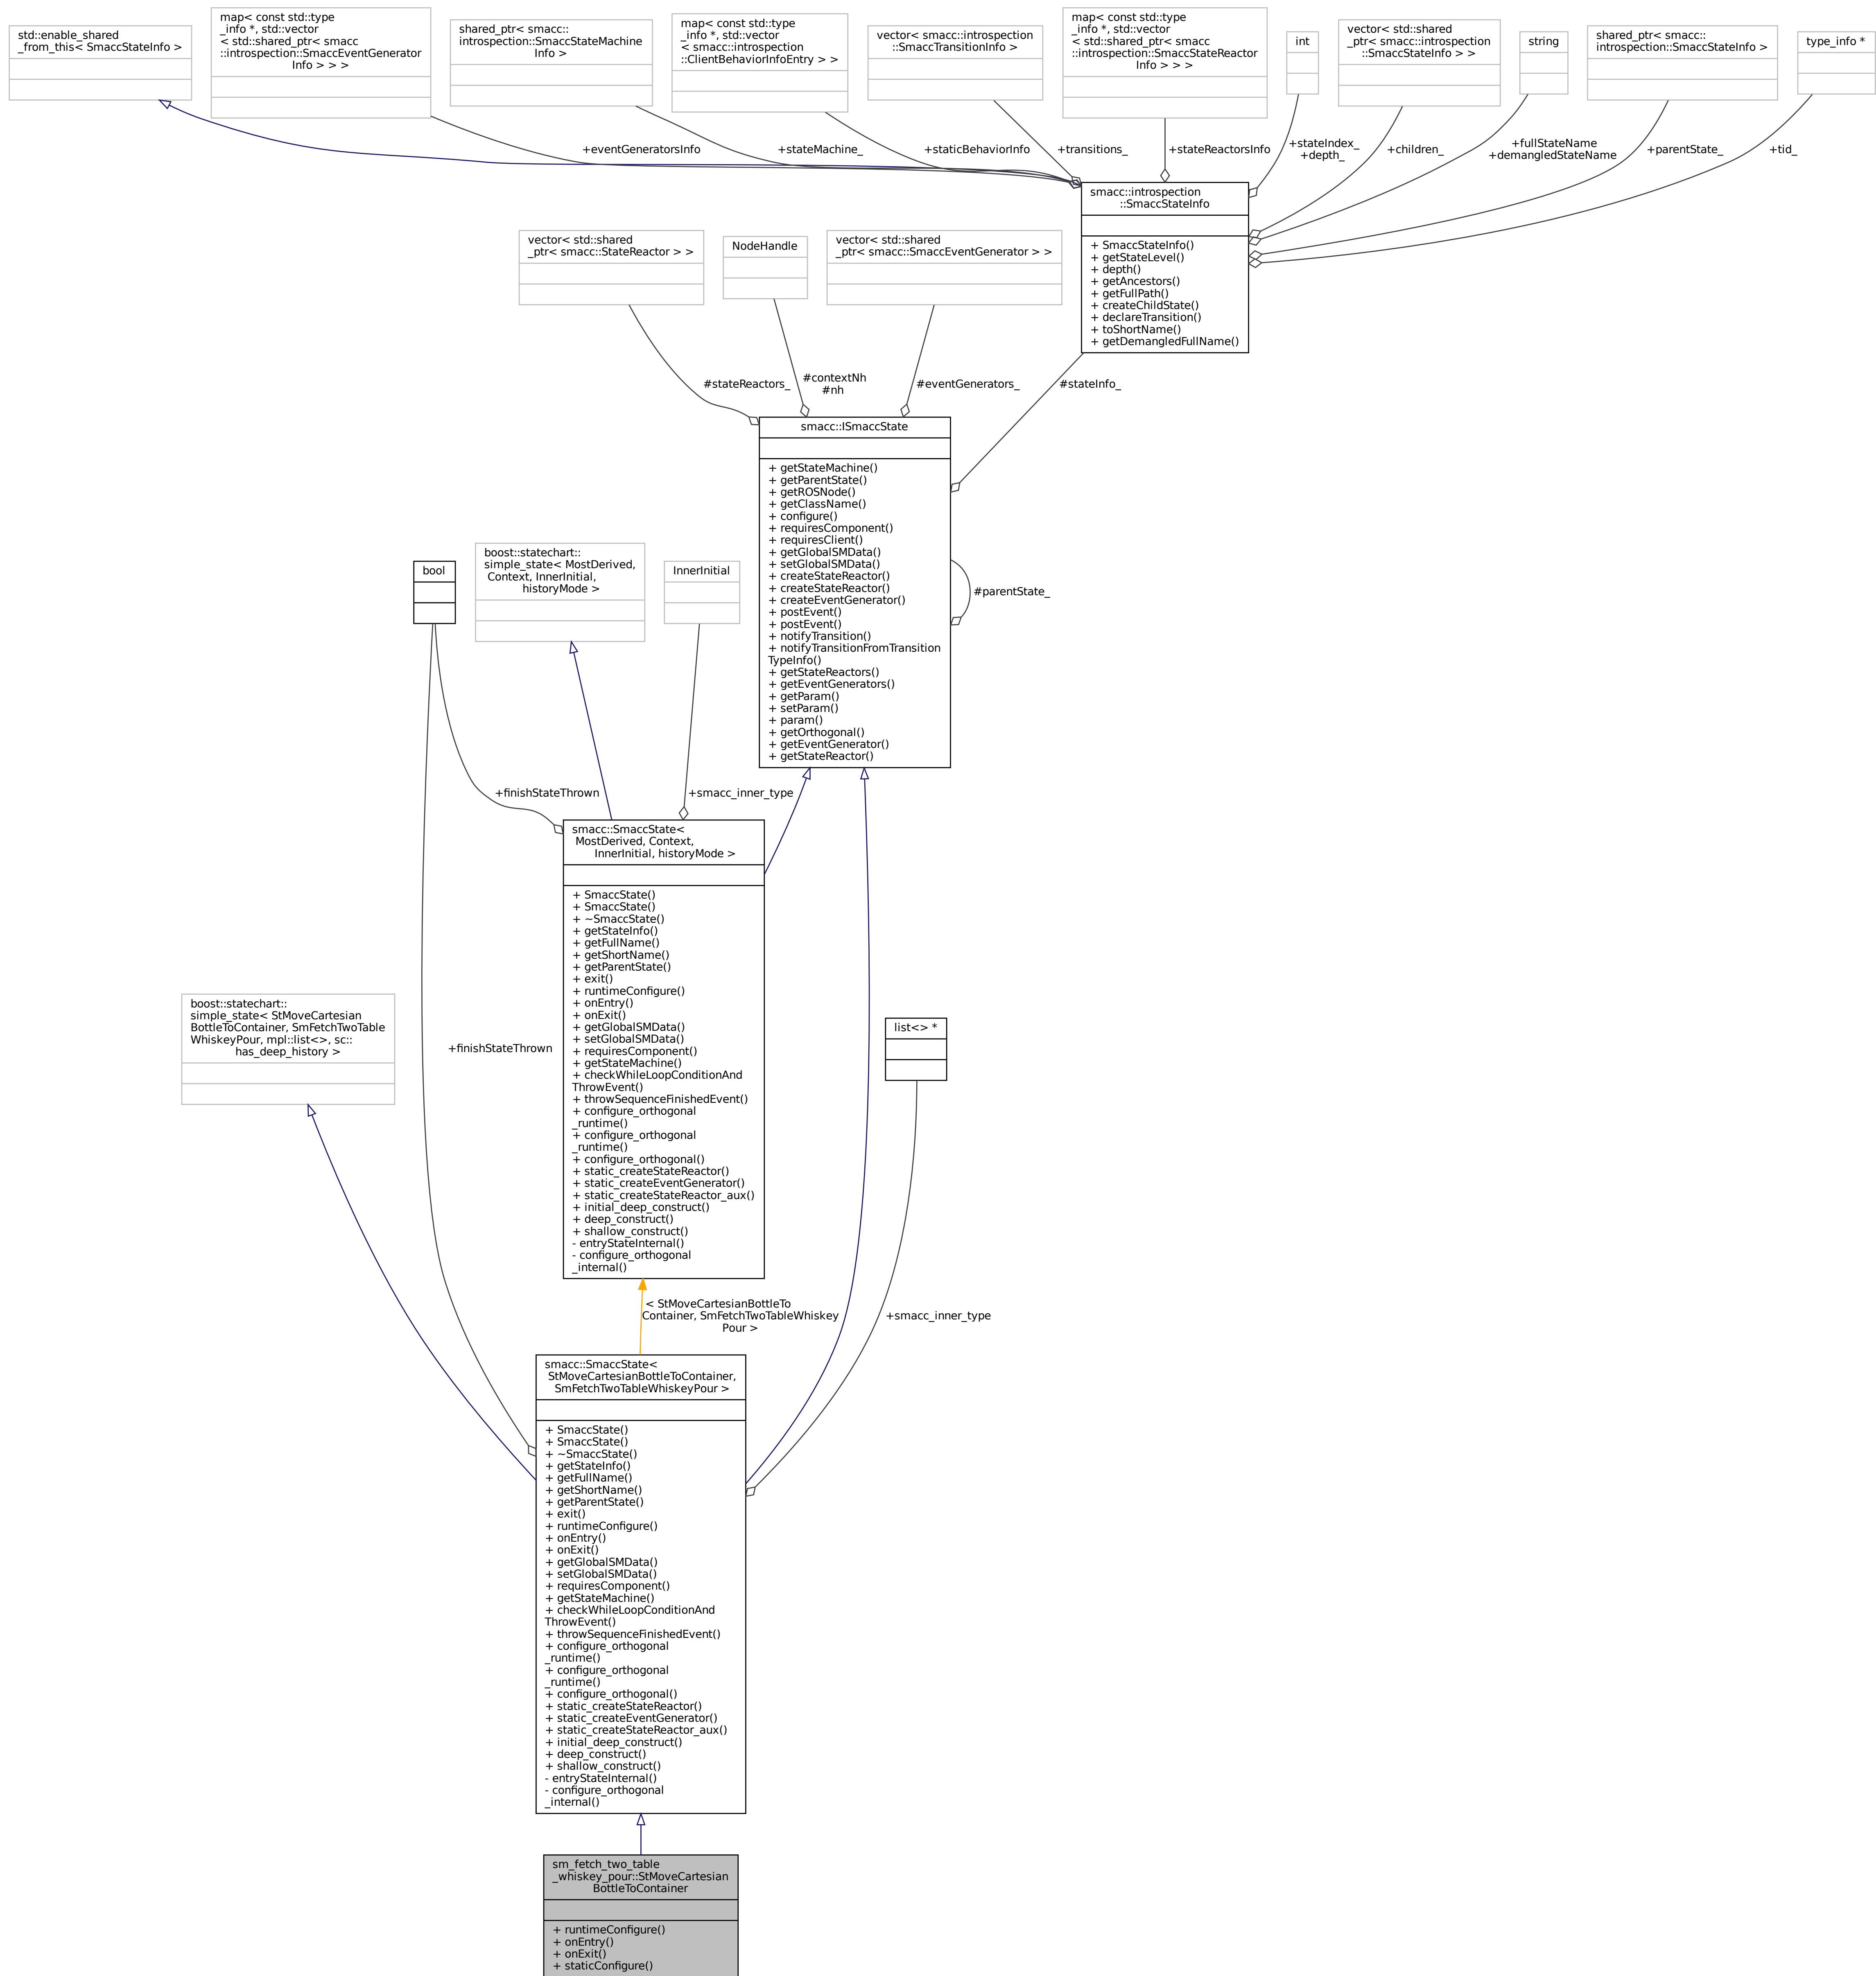 std::enable_shared
_from_this< SmaccStateInfo >
map< const std::type
_info *, std::vector
< std::shared_ptr< smacc
::introspection::SmaccEventGenerator
Info > > >
shared_ptr< smacc::
introspection::SmaccStateMachine
Info >
map< const std::type
_info *, std::vector
< smacc::introspection
::ClientBehaviorInfoEntry > >
vector< smacc::introspection
::SmaccTransitionInfo >
map< const std::type
_info *, std::vector
< std::shared_ptr< smacc
::introspection::SmaccStateReactor
Info > > >
int
vector< std::shared
_ptr< smacc::introspection
::SmaccStateInfo > >
string
shared_ptr< smacc::
introspection::SmaccStateInfo >
type_info *
+eventGeneratorsInfo
+stateMachine_
+staticBehaviorInfo
+transitions_
+stateReactorsInfo
+stateIndex_
+depth_
+children_
+fullStateName
+demangledStateName
+parentState_
+tid_
smacc::introspection
::SmaccStateInfo
+ SmaccStateInfo()
+ getStateLevel()
+ depth()
+ getAncestors()
+ getFullPath()
+ createChildState()
+ declareTransition()
+ toShortName()
+ getDemangledFullName()
vector< std::shared
_ptr< smacc::StateReactor > >
NodeHandle
vector< std::shared
_ptr< smacc::SmaccEventGenerator > >
#stateReactors_
#contextNh
#nh
#eventGenerators_
#stateInfo_
smacc::ISmaccState
+ getStateMachine()
+ getParentState()
+ getROSNode()
+ getClassName()
+ configure()
+ requiresComponent()
+ requiresClient()
+ getGlobalSMData()
+ setGlobalSMData()
+ createStateReactor()
+ createStateReactor()
+ createEventGenerator()
+ postEvent()
+ postEvent()
+ notifyTransition()
+ notifyTransitionFromTransition
TypeInfo()
+ getStateReactors()
+ getEventGenerators()
+ getParam()
+ setParam()
+ param()
+ getOrthogonal()
+ getEventGenerator()
+ getStateReactor()
#parentState_
bool
boost::statechart::
simple_state< MostDerived,
Context, InnerInitial,
historyMode >
InnerInitial
+finishStateThrown
+smacc_inner_type
smacc::SmaccState<
MostDerived, Context,
InnerInitial, historyMode >
+ SmaccState()
+ SmaccState()
+ ~SmaccState()
+ getStateInfo()
+ getFullName()
+ getShortName()
+ getParentState()
+ exit()
+ runtimeConfigure()
+ onEntry()
+ onExit()
+ getGlobalSMData()
+ setGlobalSMData()
+ requiresComponent()
+ getStateMachine()
+ checkWhileLoopConditionAnd
ThrowEvent()
+ throwSequenceFinishedEvent()
+ configure_orthogonal
_runtime()
+ configure_orthogonal
_runtime()
+ configure_orthogonal()
+ static_createStateReactor()
+ static_createEventGenerator()
+ static_createStateReactor_aux()
+ initial_deep_construct()
+ deep_construct()
+ shallow_construct()
- entryStateInternal()
- configure_orthogonal
_internal()
boost::statechart::
simple_state< StMoveCartesian
BottleToContainer, SmFetchTwoTable
WhiskeyPour, mpl::list<>, sc::
has_deep_history >
+finishStateThrown
list<> *
< StMoveCartesianBottleTo
Container, SmFetchTwoTableWhiskey
Pour >
+smacc_inner_type
smacc::SmaccState<
StMoveCartesianBottleToContainer,
SmFetchTwoTableWhiskeyPour >
+ SmaccState()
+ SmaccState()
+ ~SmaccState()
+ getStateInfo()
+ getFullName()
+ getShortName()
+ getParentState()
+ exit()
+ runtimeConfigure()
+ onEntry()
+ onExit()
+ getGlobalSMData()
+ setGlobalSMData()
+ requiresComponent()
+ getStateMachine()
+ checkWhileLoopConditionAnd
ThrowEvent()
+ throwSequenceFinishedEvent()
+ configure_orthogonal
_runtime()
+ configure_orthogonal
_runtime()
+ configure_orthogonal()
+ static_createStateReactor()
+ static_createEventGenerator()
+ static_createStateReactor_aux()
+ initial_deep_construct()
+ deep_construct()
+ shallow_construct()
- entryStateInternal()
- configure_orthogonal
_internal()
sm_fetch_two_table
_whiskey_pour::StMoveCartesian
BottleToContainer
+ runtimeConfigure()
+ onEntry()
+ onExit()
+ staticConfigure()